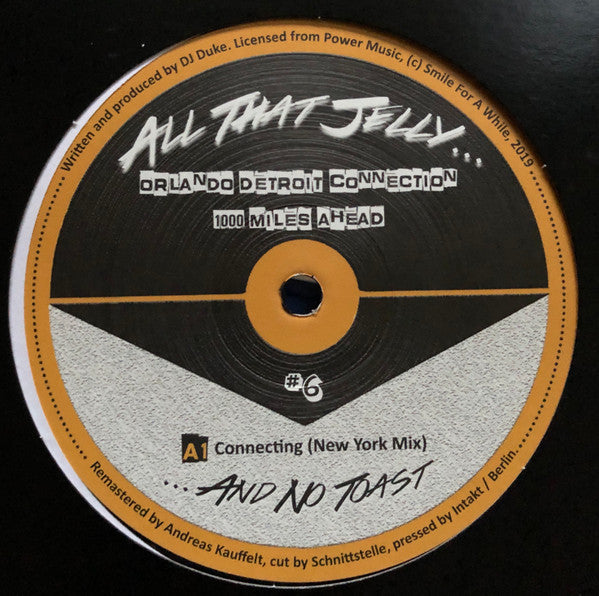 Written and produced by DJ Duke. Licensed from Power Music, (c) Smile For A While. 2019
ALL THAT JELLY...
ORLANDO DETROIT CONNECTION
1000 MILES AHEAD
#6
A1 Connecting (New York Mix)
...AND NO TOAST
Remastered by Andreas Kauffelt, cut by Schnittstelle, pressed by Intakt / Berlin.